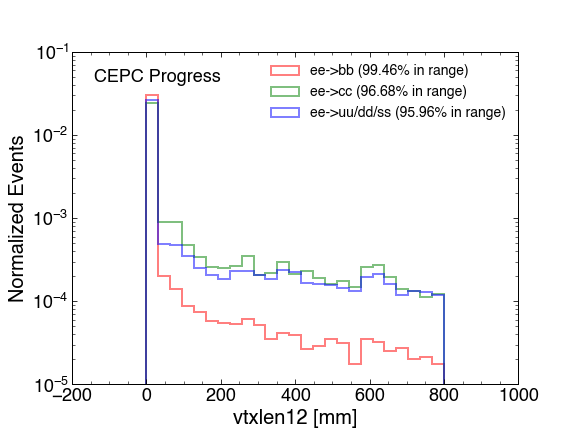 CEPC Progress
ee->bb (99.46% in range)
ee->cc (96.68% in range)
ee->uu/dd/ss (95.96% in range)
Normalized Events
10⁻¹
10⁻²
10⁻³
10⁻⁴
10⁻⁵
−200 0 200 400 600 800 1000
vtxlen12 [mm]